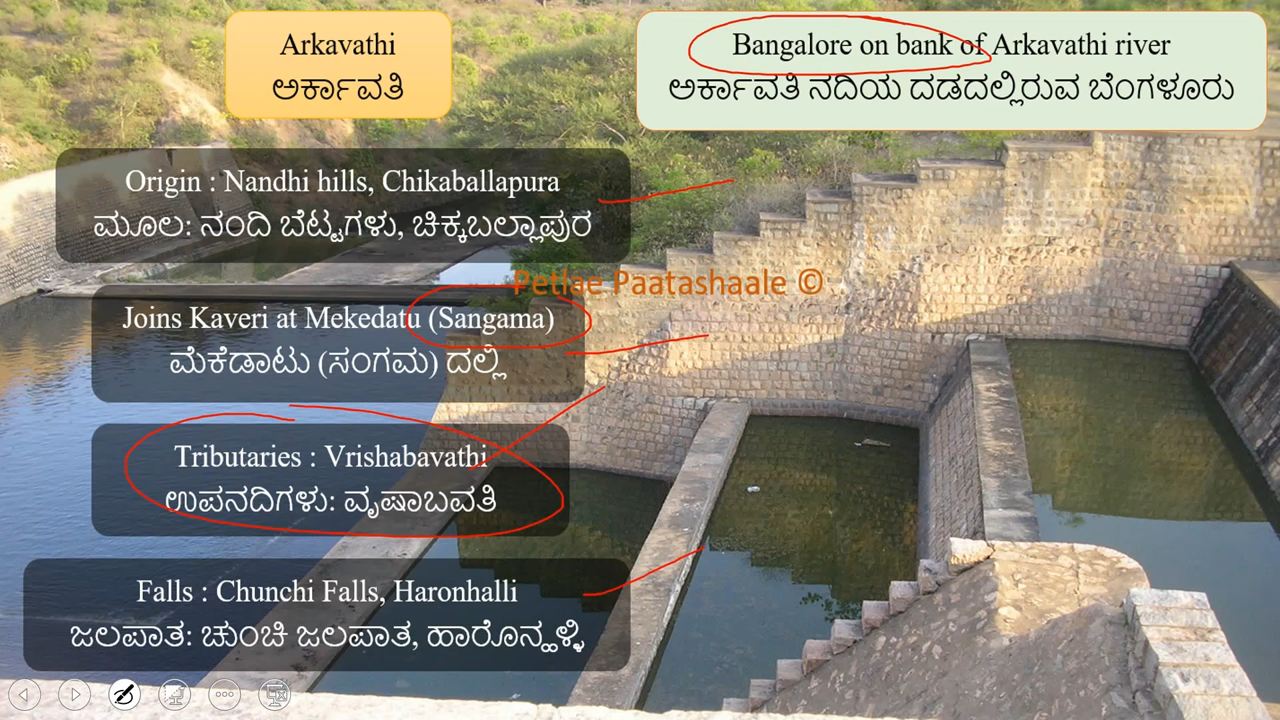 Arkavathi
ಅರ್ಕಾವತಿ
Bangalore on bank of Arkavathi river
ಅರ್ಕಾವತಿ ನದಿಯ ದಡದಲ್ಲಿರುವ ಬೆಂಗಳೂರು
Origin : Nandhi hills, Chikaballapura
ಮೂಲ: ನಂದಿ ಬೆಟ್ಟಗಳು, ಚಿಕ್ಕಬಲ್ಲಾಪುರ
Petlae Paatashaale ©
Joins Kaveri at Mekedatu (Sangama)
ಮೆಕೆಡಾಟು (ಸಂಗಮ) ದಲ್ಲಿ
Tributaries : Vrishabavathi
ಉಪನದಿಗಳು: ವೃಷಾಬವತಿ
Falls : Chunchi Falls, Haronhalli
ಜಲಪಾತ: ಚುಂಚಿ ಜಲಪಾತ, ಹಾರೊನ್ಹಳ್ಳಿ